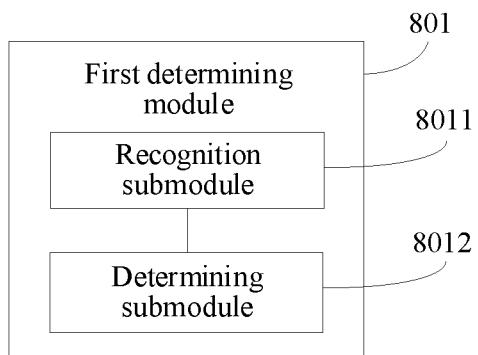 801
First determining
module
8011
Recognition
submodule
8012
Determining
submodule